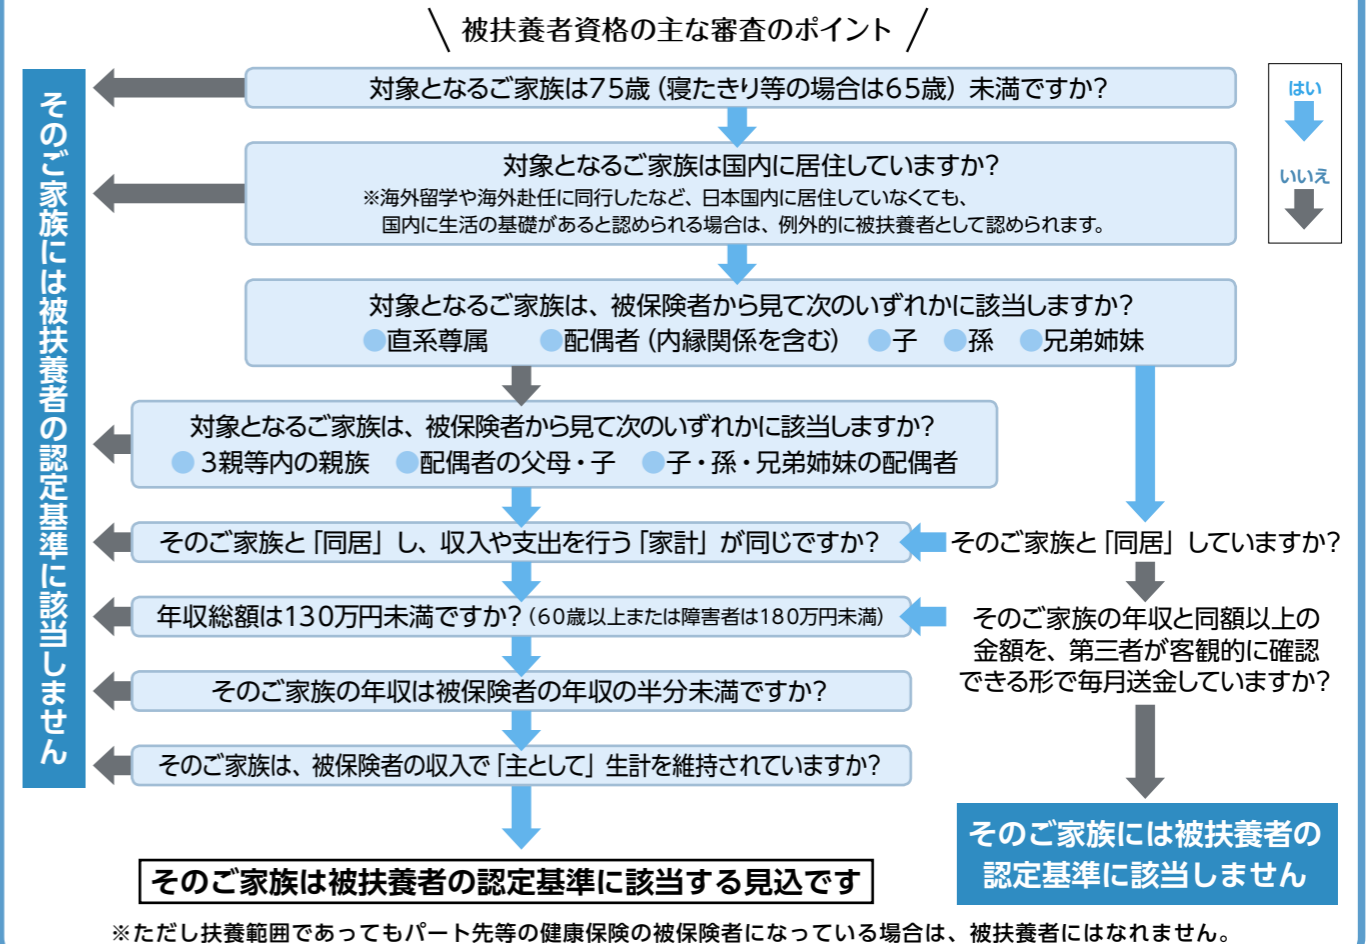 被扶養者資格の主な審査のポイント
そのご家族には被扶養者の認定基準に該当しません
対象となるご家族は75歳(寝たきり等の場合は65歳)未満ですか?
はい
いいえ
対象となるご家族は国内に居住していますか?
※海外留学や海外赴任に同行したなど、日本国内に居住していなくても、
国内に生活の基礎があると認められる場合は、例外的に被扶養者として認められます。
対象となるご家族は、被保険者から見て次のいずれかに該当しますか?
●直系尊属 ●配偶者(内縁関係を含む) ●子 ●孫 ●兄弟姉妹
対象となるご家族は、被保険者から見て次のいずれかに該当しますか?
●3親等内の親族 ●配偶者の父母・子 ●子・孫・兄弟姉妹の配偶者
そのご家族と「同居」し、収入や支出を行う「家計」が同じですか?
そのご家族と「同居」していますか?
年収総額は130万円未満ですか?(60歳以上または障害者は180万円未満)
そのご家族の年収と同額以上の
金額を、第三者が客観的に確認
できる形で毎月送金していますか?
そのご家族の年収は被保険者の年収の半分未満ですか?
そのご家族は、被保険者の収入で「主として」生計を維持されていますか?
そのご家族には被扶養者の
認定基準に該当しません
そのご家族は被扶養者の認定基準に該当する見込です
※ただし扶養範囲であってもパート先等の健康保険の被保険者になっている場合は、被扶養者にはなれません。